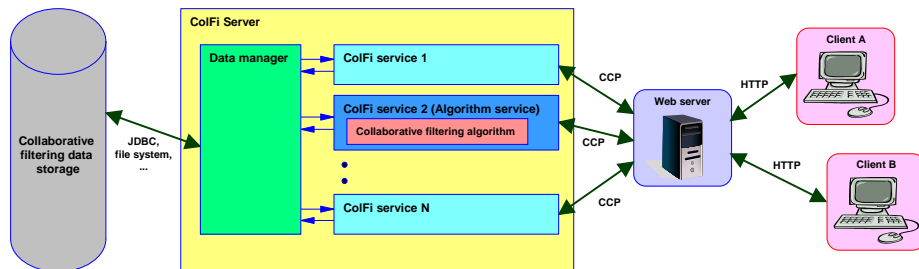 ColFi Server
Data manager
ColFi service 1
ColFi service 2 (Algorithm service)
Collaborative filtering algorithm
ColFi service N
Collaborative
filtering data
storage
JDBC,
file system,
...
CCP
CCP
CCP
Web server
HTTP
HTTP
Client A
Client B